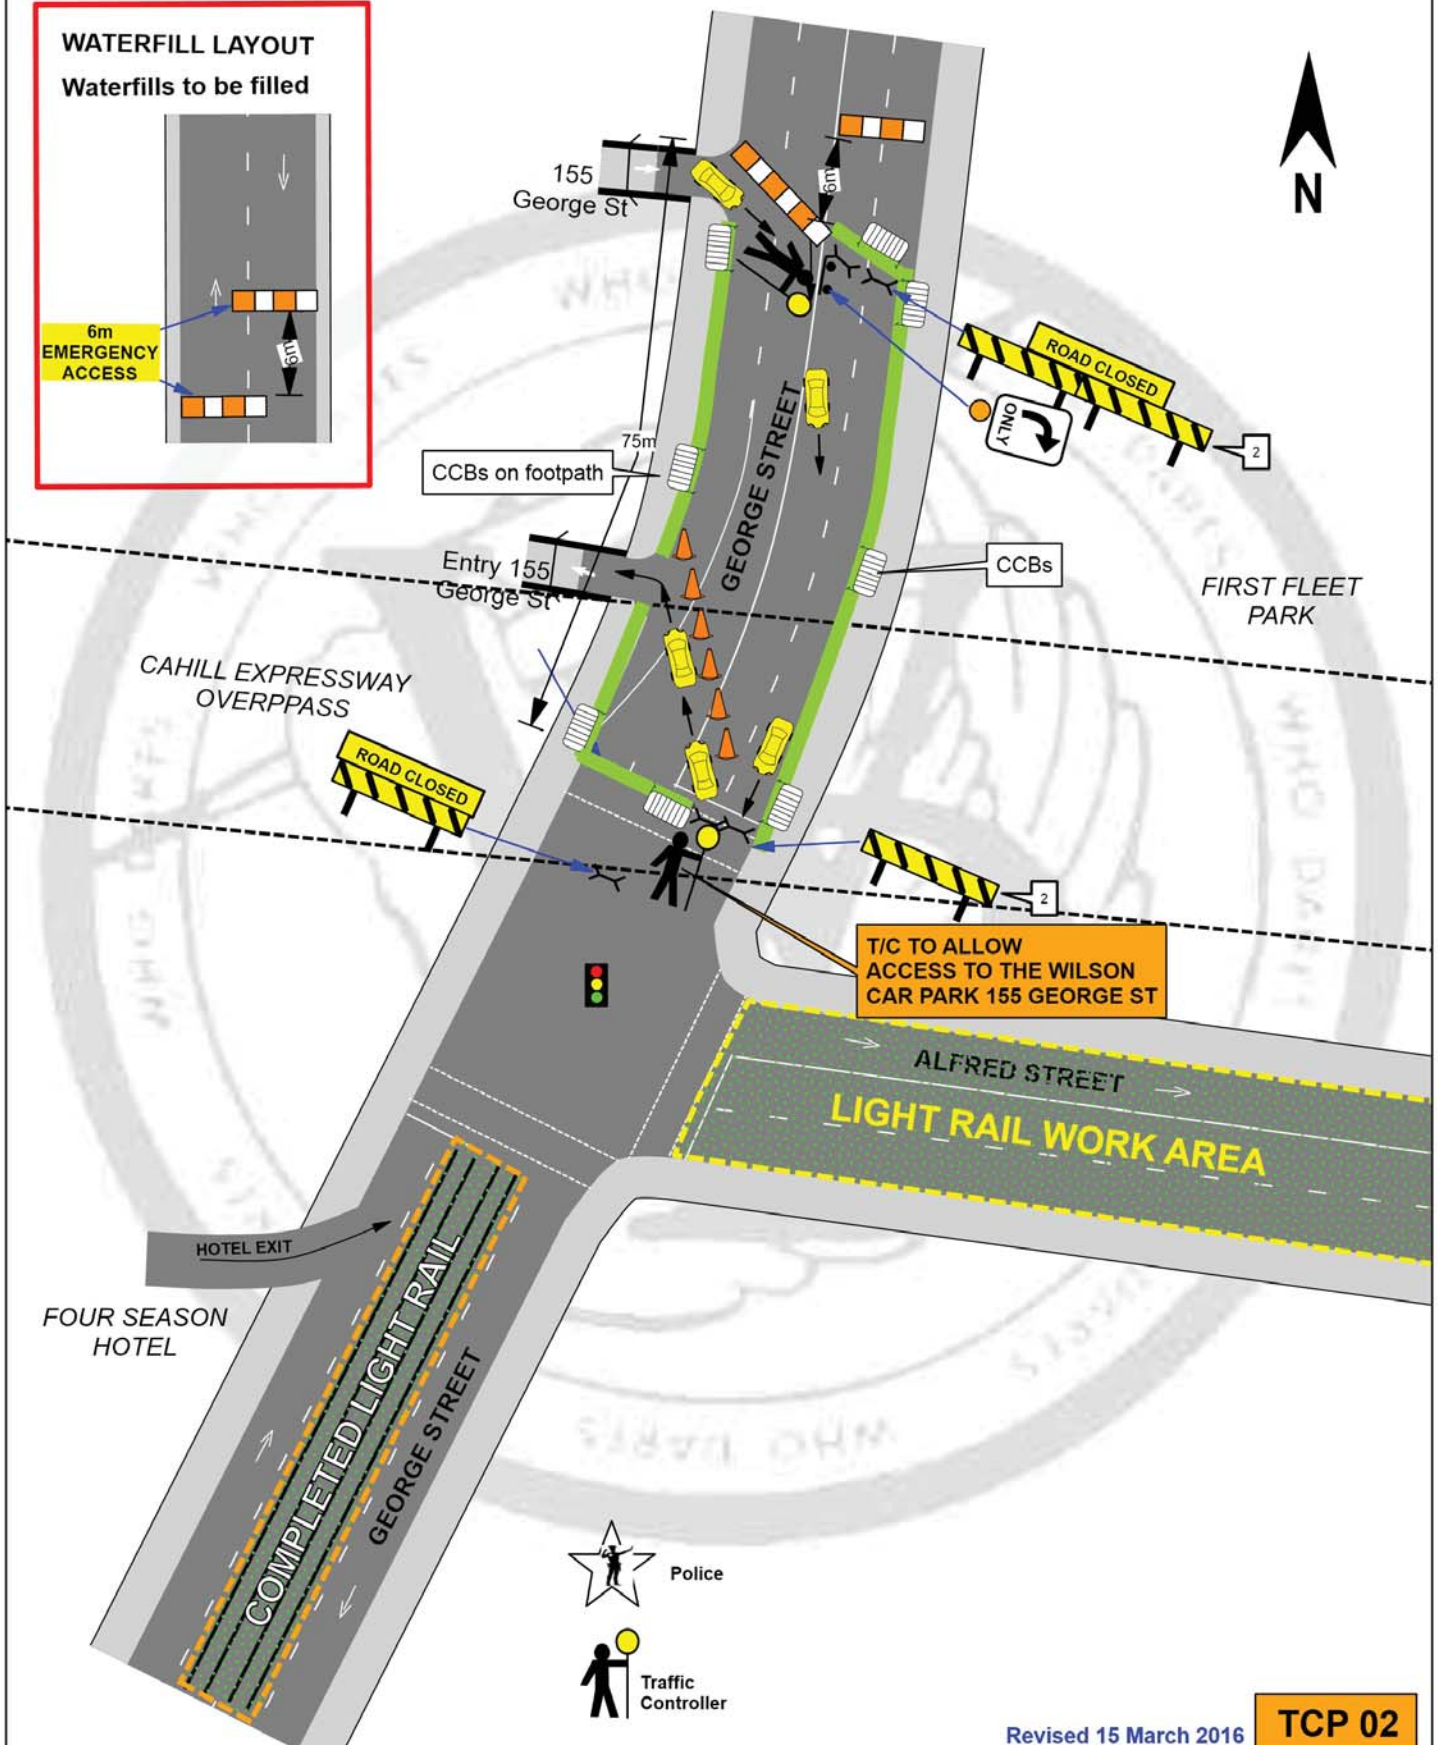 WATERFILL LAYOUT
Waterfills to be filled
6m
EMERGENCY
ACCESS
6m
155
George St
6m
N
ROAD CLOSED
ONLY
2
75m
CCBs on footpath
GEORGE STREET
Entry 155
George St
CCBs
FIRST FLEET
PARK
CAHILL EXPRESSWAY
OVERPPASS
ROAD CLOSED
2
T/C TO ALLOW
ACCESS TO THE WILSON
CAR PARK 155 GEORGE ST
ALFRED STREET
LIGHT RAIL WORK AREA
HOTEL EXIT
FOUR SEASON
HOTEL
COMPLETED LIGHT RAIL
GEORGE STREET
Police
Traffic
Controller
Revised 15 March 2016
TCP 02